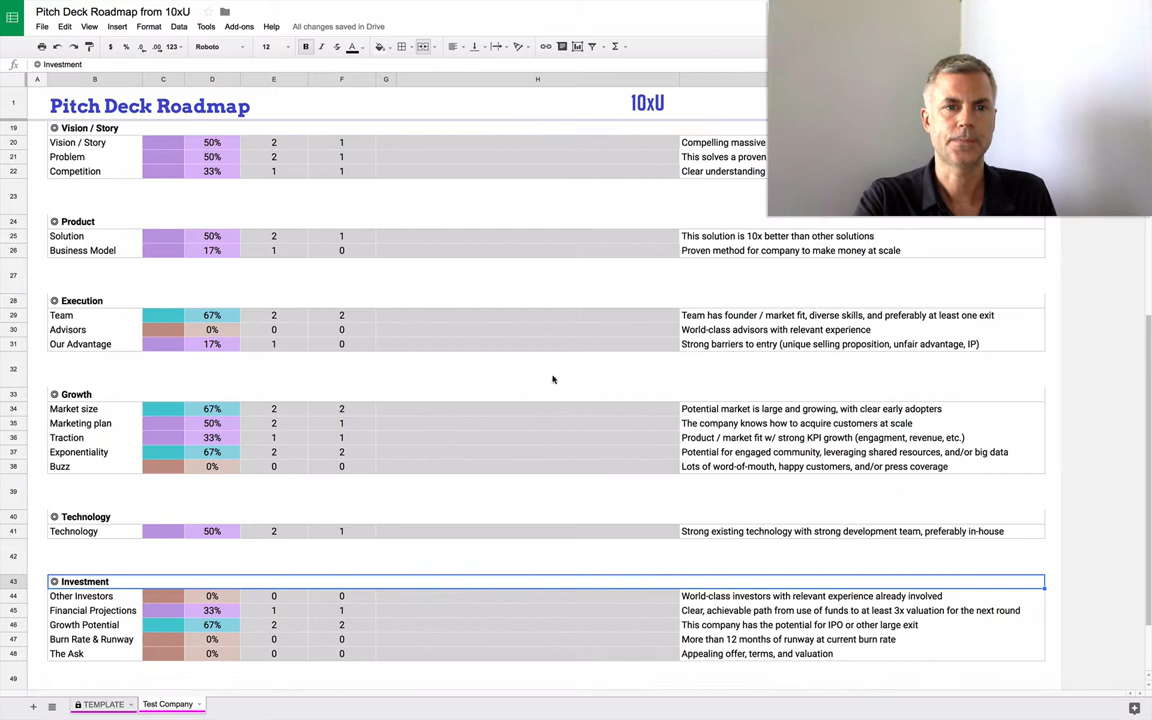 Pitch Deck Roadmap from 10xU
File Edit View Insert Format Data Tools Add-ons Help All changes saved in Drive
$ % .0 .00 123 Roboto 12 B I S A
fx Investment
A B C D E F G H
1 Pitch Deck Roadmap 10xU
19 Vision / Story
20 Vision / Story 50% 2 1 Compelling massive
21 Problem 50% 2 1 This solves a proven
22 Competition 33% 1 1 Clear understanding
23
24 Product
25 Solution 50% 2 1 This solution is 10x better than other solutions
26 Business Model 17% 1 0 Proven method for company to make money at scale
27
28 Execution
29 Team 67% 2 2 Team has founder / market fit, diverse skills, and preferably at least one exit
30 Advisors 0% 0 0 World-class advisors with relevant experience
31 Our Advantage 17% 1 0 Strong barriers to entry (unique selling proposition, unfair advantage, IP)
32
33 Growth
34 Market size 67% 2 2 Potential market is large and growing, with clear early adopters
35 Marketing plan 50% 2 1 The company knows how to acquire customers at scale
36 Traction 33% 1 1 Product / market fit w/ strong KPI growth (engagment, revenue, etc.)
37 Exponentiality 67% 2 2 Potential for engaged community, leveraging shared resources, and/or big data
38 Buzz 0% 0 0 Lots of word-of-mouth, happy customers, and/or press coverage
39
40 Technology
41 Technology 50% 2 1 Strong existing technology with strong development team, preferably in-house
42
43 Investment
44 Other Investors 0% 0 0 World-class investors with relevant experience already involved
45 Financial Projections 33% 1 1 Clear, achievable path from use of funds to at least 3x valuation for the next round
46 Growth Potential 67% 2 2 This company has the potential for IPO or other large exit
47 Burn Rate & Runway 0% 0 0 More than 12 months of runway at current burn rate
48 The Ask 0% 0 0 Appealing offer, terms, and valuation
49
TEMPLATE Test Company